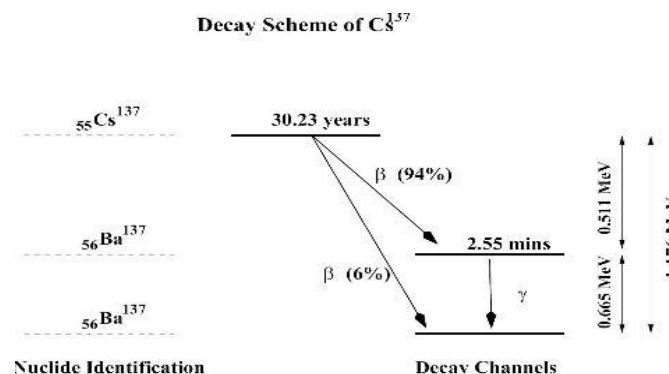 Decay Scheme of Cs¹³⁷
₅₅Cs¹³⁷
30.23 years
β (94%)
0.511 MeV
₅₆Ba¹³⁷
2.55 mins
β (6%)
γ
0.665 MeV
₅₆Ba¹³⁷
Nuclide Identification
Decay Channels